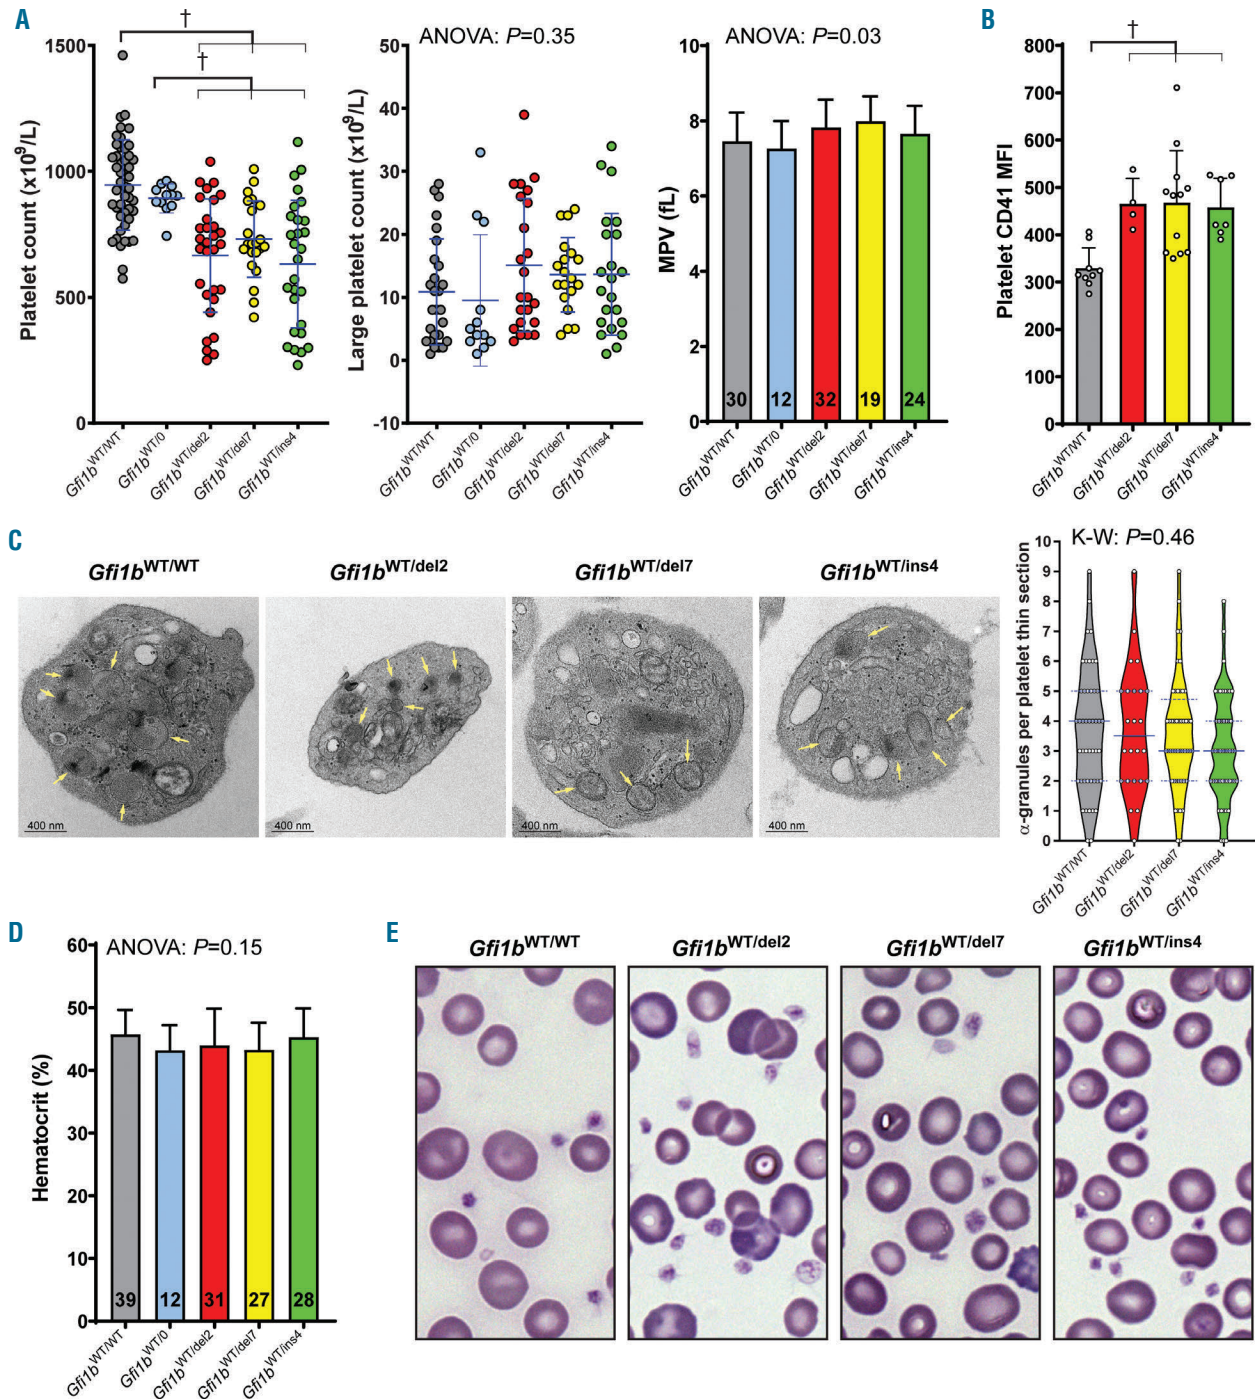 A
†
†
Platelet count (x10⁹/L)
1500
1000
500
0
Gfi1b^WT/WT
Gfi1b^WT/0
Gfi1b^WT/del2
Gfi1b^WT/del7
Gfi1b^WT/ins4
ANOVA: P=0.35
Large platelet count (x10⁹/L)
50
40
30
20
10
0
-10
Gfi1b^WT/WT
Gfi1b^WT/0
Gfi1b^WT/del2
Gfi1b^WT/del7
Gfi1b^WT/ins4
ANOVA: P=0.03
MPV (fL)
10
8
6
4
2
0
30 12 32 19 24
Gfi1b^WT/WT
Gfi1b^WT/0
Gfi1b^WT/del2
Gfi1b^WT/del7
Gfi1b^WT/ins4
B
†
Platelet CD41 MFI
800
700
600
500
400
300
200
100
0
Gfi1b^WT/WT
Gfi1b^WT/del2
Gfi1b^WT/del7
Gfi1b^WT/ins4
C
Gfi1b^WT/WT
Gfi1b^WT/del2
Gfi1b^WT/del7
Gfi1b^WT/ins4
400 nm
400 nm
400 nm
400 nm
K-W: P=0.46
α-granules per platelet thin section
10
9
8
7
6
5
4
3
2
1
0
Gfi1b^WT/WT
Gfi1b^WT/del2
Gfi1b^WT/del7
Gfi1b^WT/ins4
D
ANOVA: P=0.15
Hematocrit (%)
60
50
40
30
20
10
0
39 12 31 27 28
Gfi1b^WT/WT
Gfi1b^WT/0
Gfi1b^WT/del2
Gfi1b^WT/del7
Gfi1b^WT/ins4
E
Gfi1b^WT/WT
Gfi1b^WT/del2
Gfi1b^WT/del7
Gfi1b^WT/ins4